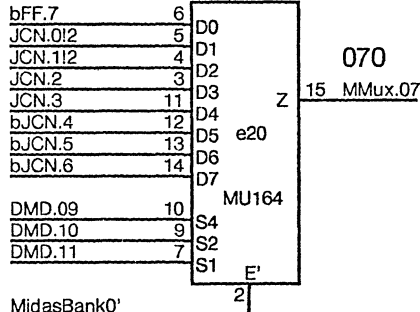 bFF.7 6 D0
JCN.0!2 5 D1
JCN.1!2 4 D2
JCN.2 3 D3
JCN.3 11 D4
bJCN.4 12 D5
bJCN.5 13 D6
bJCN.6 14 D7
070
Z 15 MMux.07
e20
MU164
DMD.09 10 S4
DMD.10 9 S2
DMD.11 7 S1
E'
2
MidasBank0'